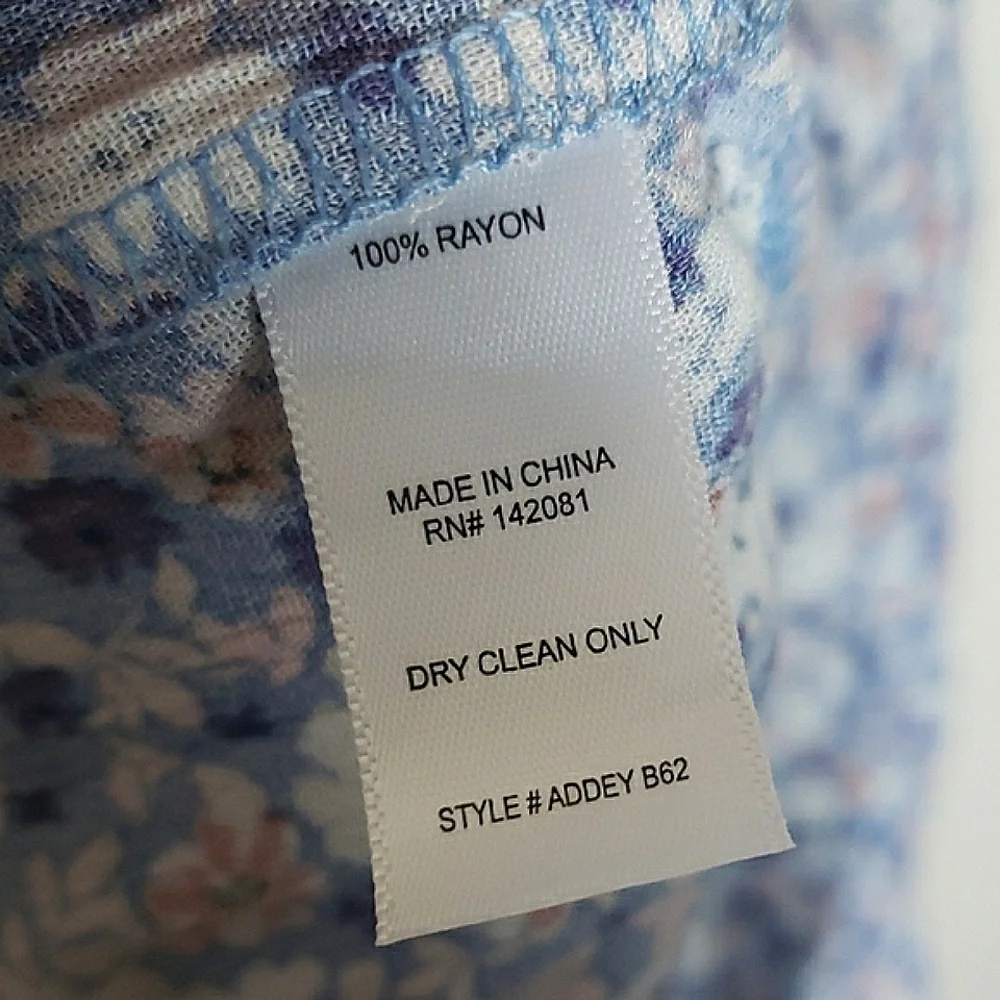 100% RAYON
MADE IN CHINA
RN# 142081
DRY CLEAN ONLY
STYLE # ADDEY B62